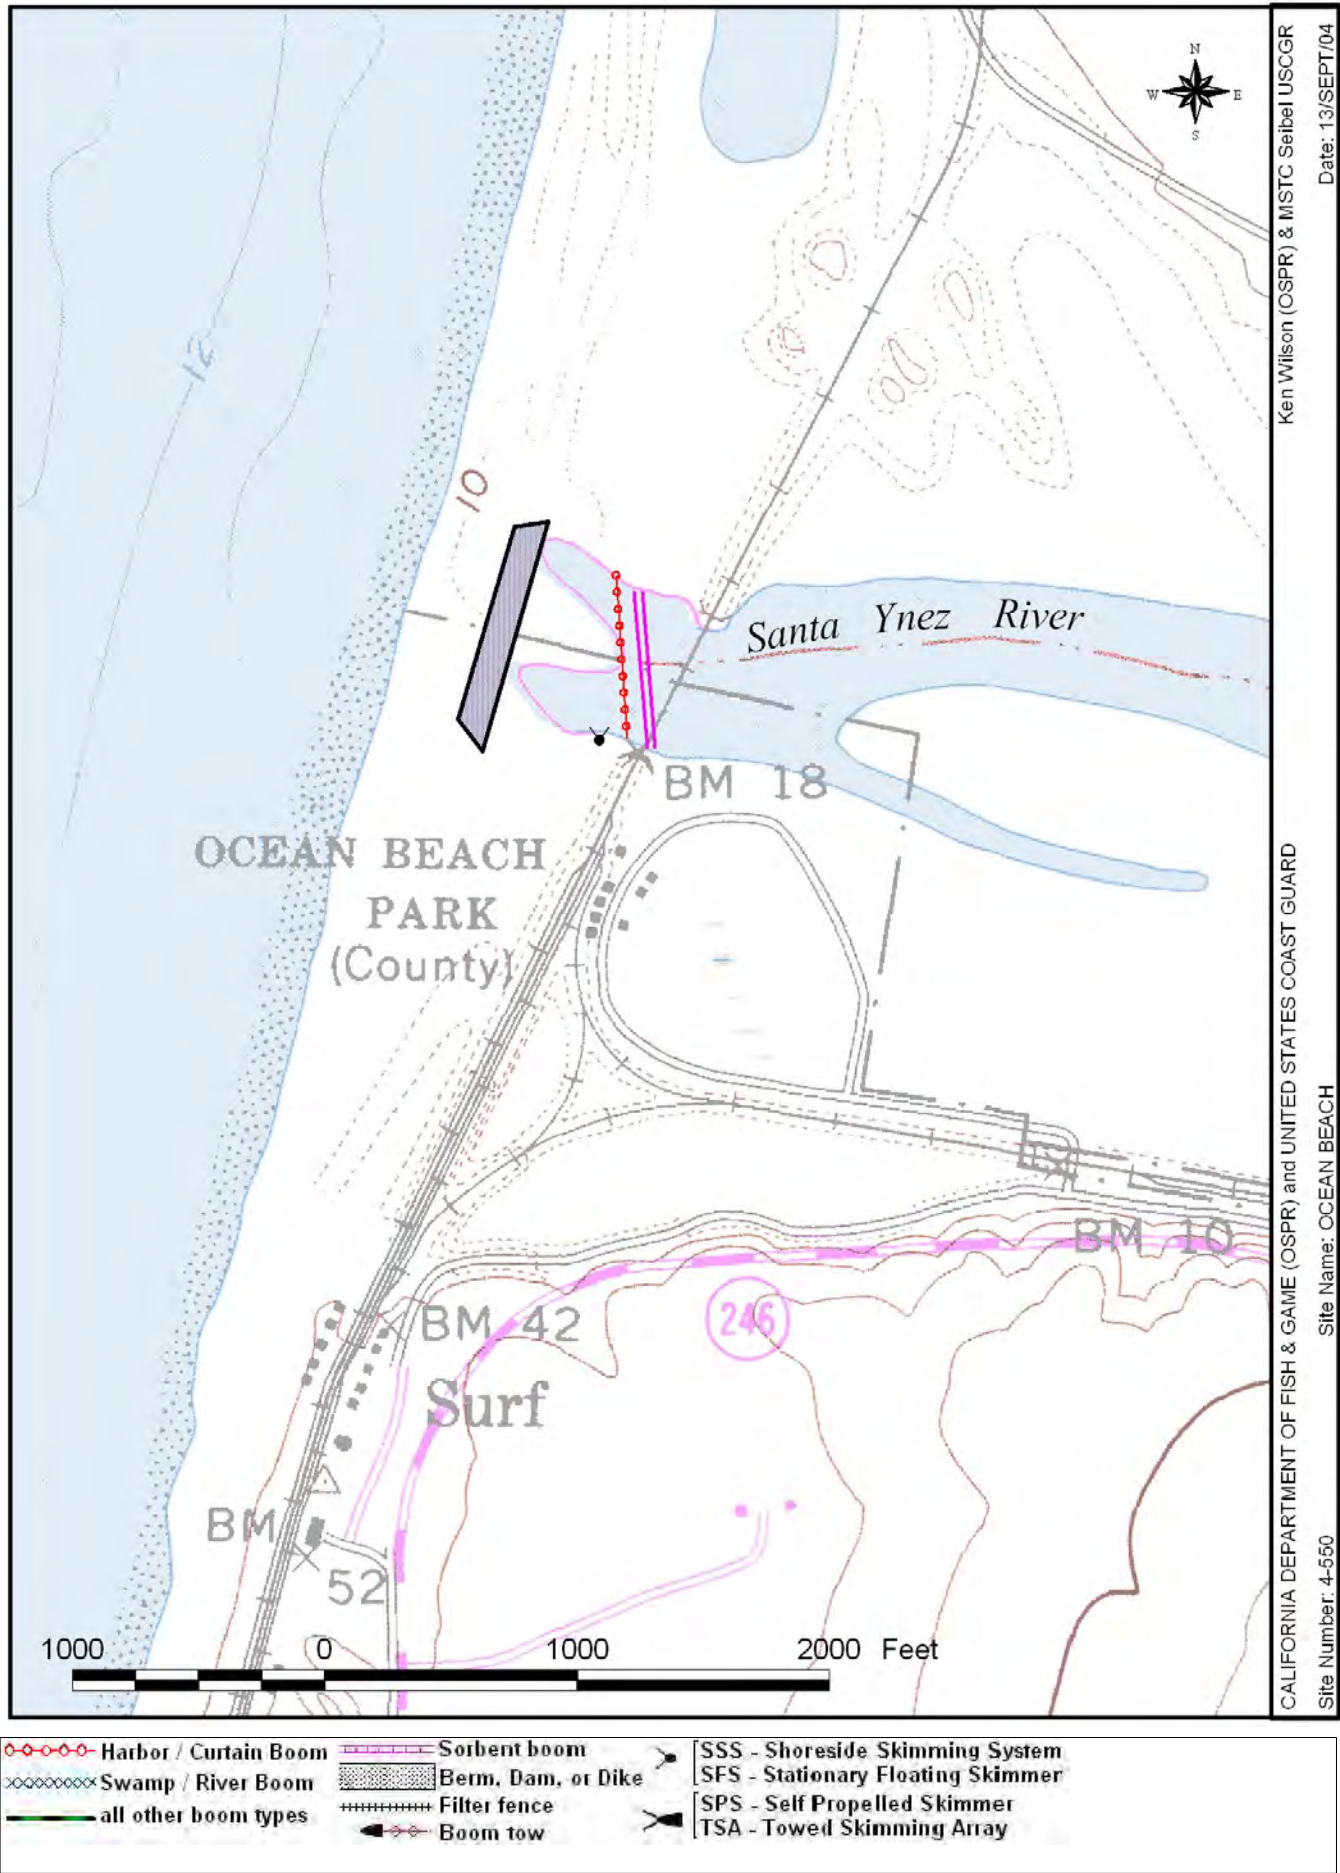 N
W E
S
12
10
Santa Ynez River
BM 18
OCEAN BEACH
PARK
(County)
BM 10
246
BM 42
Surf
BM
52
1000 0 1000 2000 Feet
Ken Wilson (OSPR) & MSTC Seibel USCGR
Date: 13/SEPT/04
CALIFORNIA DEPARTMENT OF FISH & GAME (OSPR) and UNITED STATES COAST GUARD
Site Name: OCEAN BEACH
Site Number: 4-550
Harbor / Curtain Boom
Swamp / River Boom
all other boom types
Sorbent boom
Berm, Dam, or Dike
Filter fence
Boom tow
SSS - Shoreside Skimming System
SFS - Stationary Floating Skimmer
SPS - Self Propelled Skimmer
TSA - Towed Skimming Array